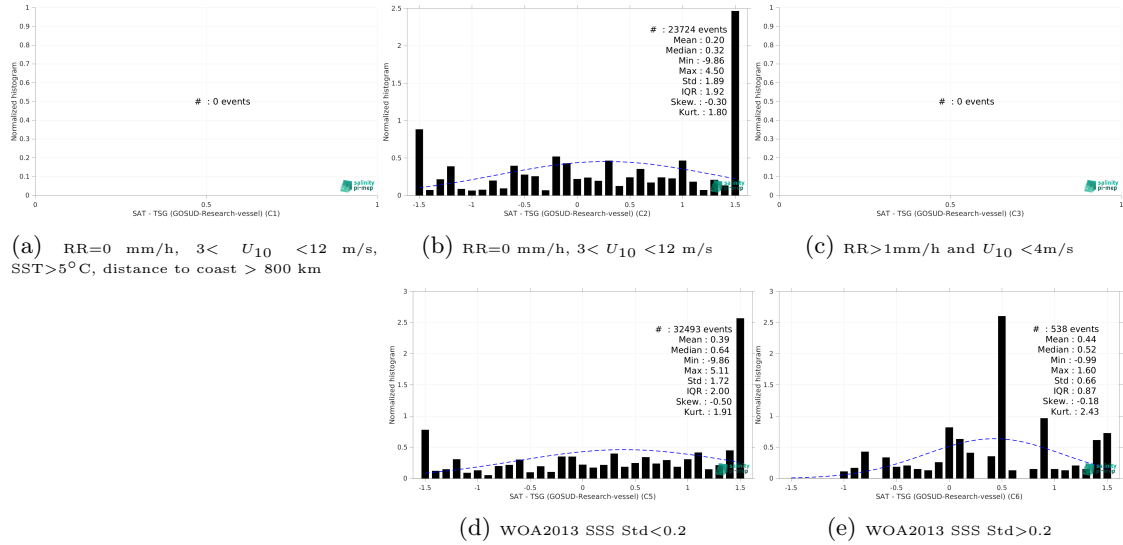 1
0.9
0.8
0.7
0.6
0.5
0.4
0.3
0.2
0.1
0
Normalized histogram
# : 0 events
0 0.5 1
SAT - TSG (GOSUD-Research-vessel) (C1)
salinity
pi-mep
(a) RR=0 mm/h, 3< U10 <12 m/s,
SST>5°C, distance to coast > 800 km
2.5
2
1.5
1
0.5
0
Normalized histogram
# : 23724 events
Mean : 0.20
Median : 0.32
Min : -9.86
Max : 4.50
Std : 1.89
IQR : 1.92
Skew. : -0.30
Kurt. : 1.80
-1.5 -1 -0.5 0 0.5 1 1.5
SAT - TSG (GOSUD-Research-vessel) (C2)
salinity
pi-mep
(b) RR=0 mm/h, 3< U10 <12 m/s
1
0.9
0.8
0.7
0.6
0.5
0.4
0.3
0.2
0.1
0
Normalized histogram
# : 0 events
0 0.5 1
SAT - TSG (GOSUD-Research-vessel) (C3)
salinity
pi-mep
(c) RR>1mm/h and U10 <4m/s
3
2.5
2
1.5
1
0.5
0
Normalized histogram
# : 32493 events
Mean : 0.39
Median : 0.64
Min : -9.86
Max : 5.11
Std : 1.72
IQR : 2.00
Skew. : -0.50
Kurt. : 1.91
-1.5 -1 -0.5 0 0.5 1 1.5
SAT - TSG (GOSUD-Research-vessel) (C5)
salinity
pi-mep
(d) WOA2013 SSS Std<0.2
3
2.5
2
1.5
1
0.5
0
Normalized histogram
# : 538 events
Mean : 0.44
Median : 0.52
Min : -0.99
Max : 1.60
Std : 0.66
IQR : 0.87
Skew. : -0.18
Kurt. : 2.43
-1.5 -1 -0.5 0 0.5 1 1.5
SAT - TSG (GOSUD-Research-vessel) (C6)
salinity
pi-mep
(e) WOA2013 SSS Std>0.2